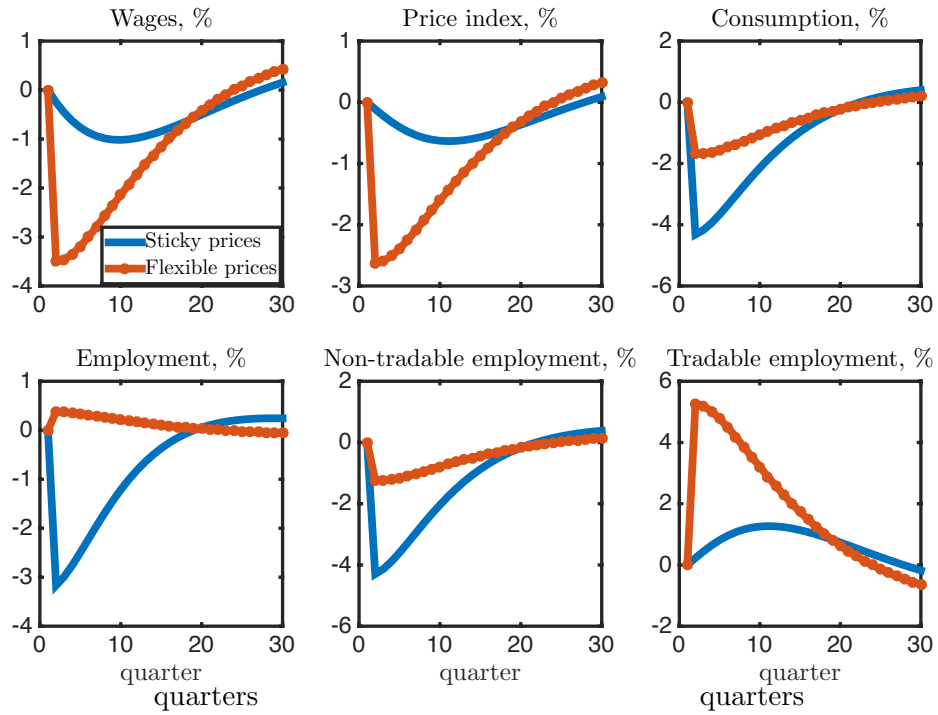 Wages, %
Price index, %
Consumption, %
1
0
-1
-2
-3
-4
Sticky prices
Flexible prices
0 10 20 30
1
0
-1
-2
-3
0 10 20 30
2
0
-2
-4
-6
0 10 20 30
Employment, %
Non-tradable employment, %
Tradable employment, %
1
0
-1
-2
-3
-4
0 10 20 30
quarter
quarters
2
0
-2
-4
-6
0 10 20 30
quarter
6
4
2
0
-2
0 10 20 30
quarter
quarters